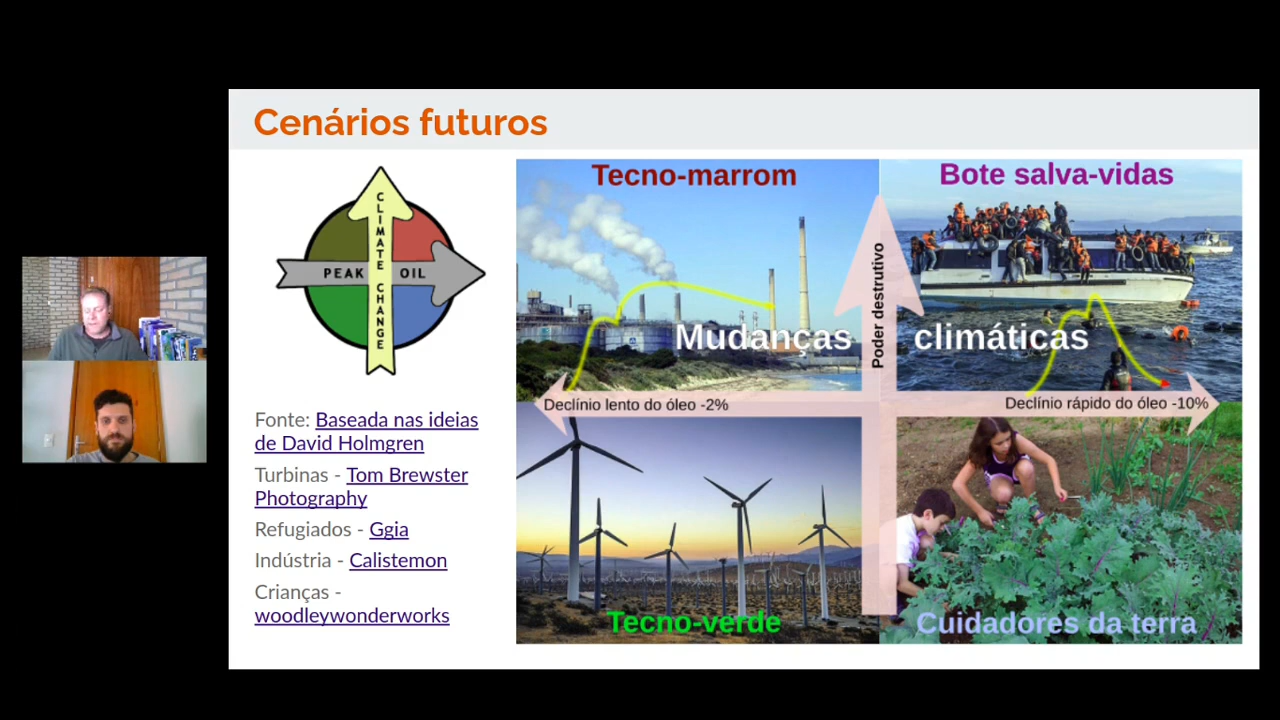 Cenários futuros
CLIMATE CHANGE
PEAK OIL
Fonte: Baseada nas ideias
de David Holmgren
Turbinas - Tom Brewster
Photography
Refugiados - Ggia
Indústria - Calistemon
Crianças -
woodleywonderworks
Tecno-marrom
Bote salva-vidas
Poder destrutivo
Mudanças climáticas
Declínio lento do óleo -2%
Declínio rápido do óleo -10%
Tecno-verde
Cuidadores da terra